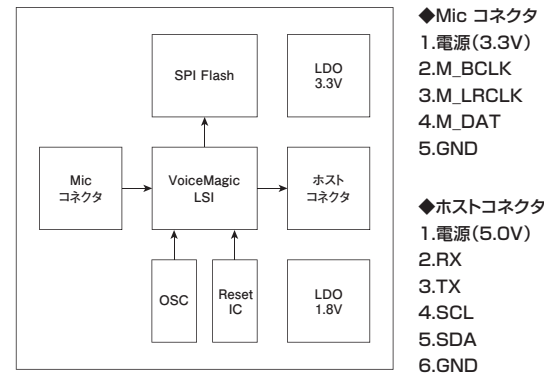 SPI Flash
LDO
3.3V
Mic
コネクタ
VoiceMagic
LSI
ホスト
コネクタ
OSC
Reset
IC
LDO
1.8V
◆Mic コネクタ
1.電源(3.3V)
2.M_BCLK
3.M_LRCLK
4.M_DAT
5.GND
◆ホストコネクタ
1.電源(5.0V)
2.RX
3.TX
4.SCL
5.SDA
6.GND